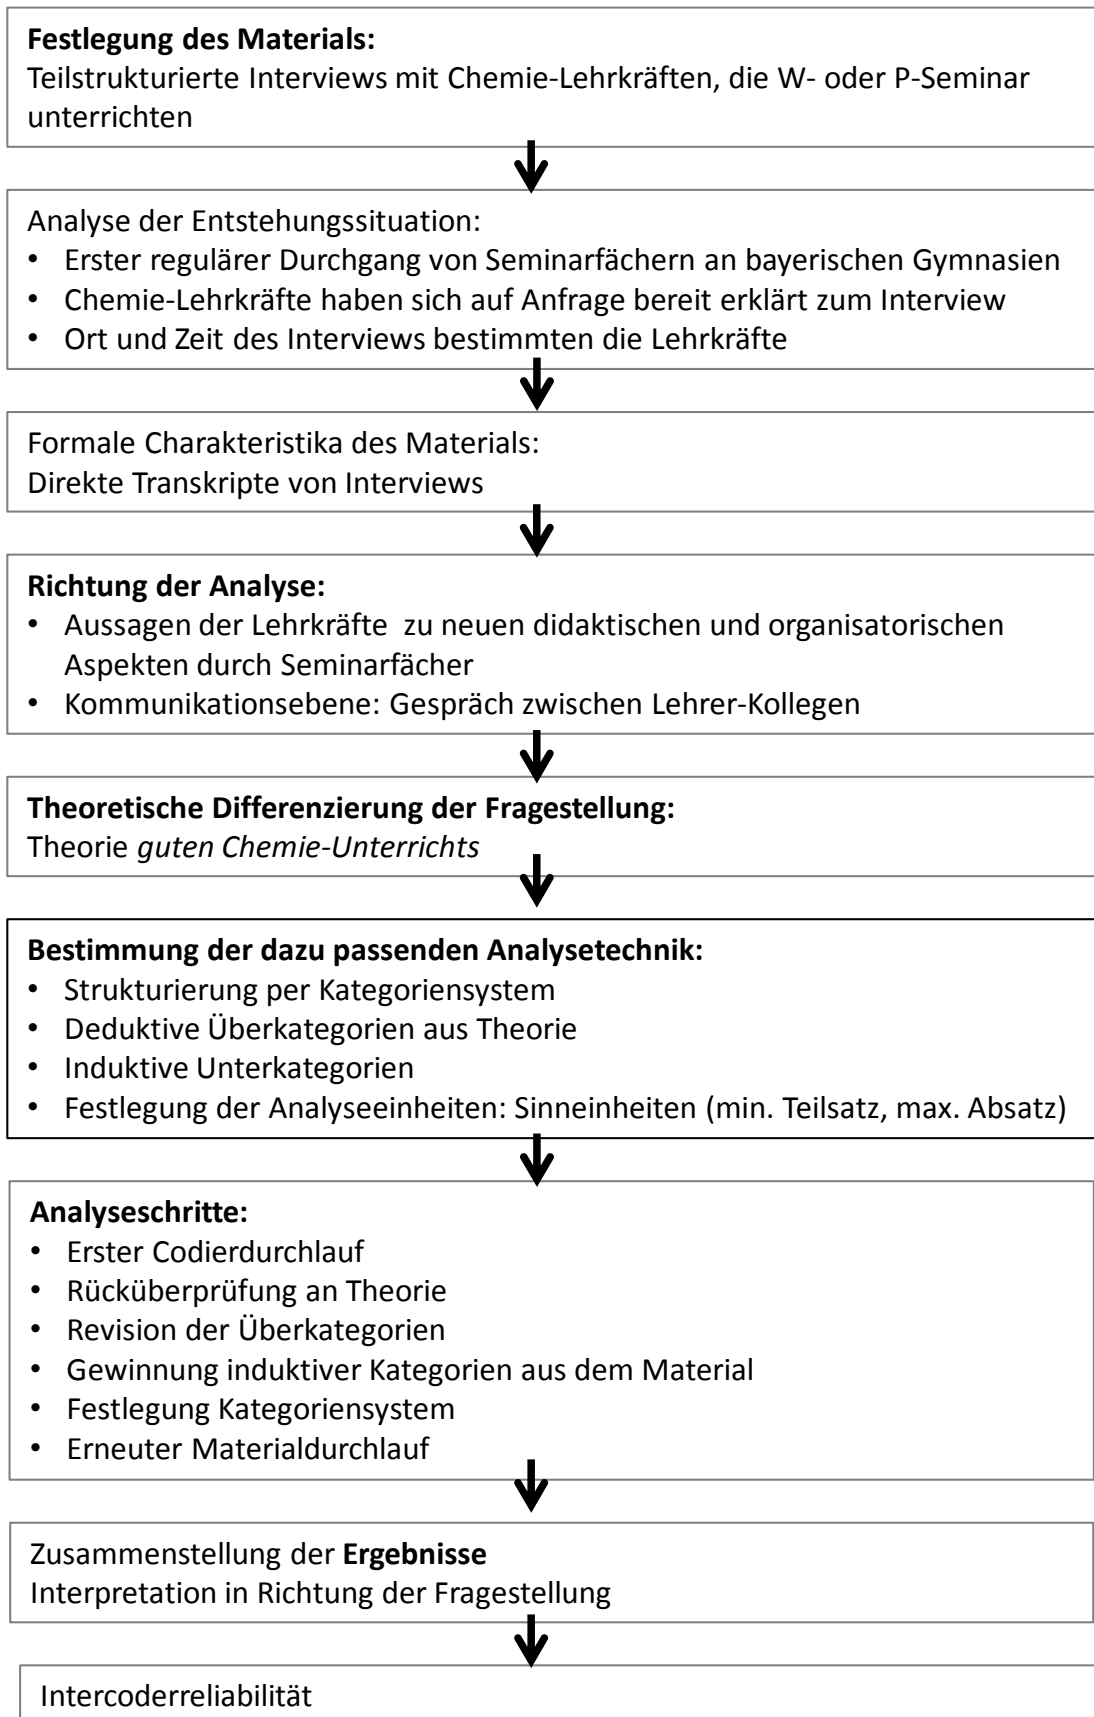 Festlegung des Materials:
Teilstrukturierte Interviews mit Chemie-Lehrkräften, die W- oder P-Seminar
unterrichten
Analyse der Entstehungssituation:
• Erster regulärer Durchgang von Seminarfächern an bayerischen Gymnasien
• Chemie-Lehrkräfte haben sich auf Anfrage bereit erklärt zum Interview
• Ort und Zeit des Interviews bestimmten die Lehrkräfte
Formale Charakteristika des Materials:
Direkte Transkripte von Interviews
Richtung der Analyse:
• Aussagen der Lehrkräfte zu neuen didaktischen und organisatorischen
Aspekten durch Seminarfächer
• Kommunikationsebene: Gespräch zwischen Lehrer-Kollegen
Theoretische Differenzierung der Fragestellung:
Theorie guten Chemie-Unterrichts
Bestimmung der dazu passenden Analysetechnik:
• Strukturierung per Kategoriensystem
• Deduktive Überkategorien aus Theorie
• Induktive Unterkategorien
• Festlegung der Analyseeinheiten: Sinneinheiten (min. Teilsatz, max. Absatz)
Analyseschritte:
• Erster Codierdurchlauf
• Rücküberprüfung an Theorie
• Revision der Überkategorien
• Gewinnung induktiver Kategorien aus dem Material
• Festlegung Kategoriensystem
• Erneuter Materialdurchlauf
Zusammenstellung der Ergebnisse
Interpretation in Richtung der Fragestellung
Intercoderreliabilität